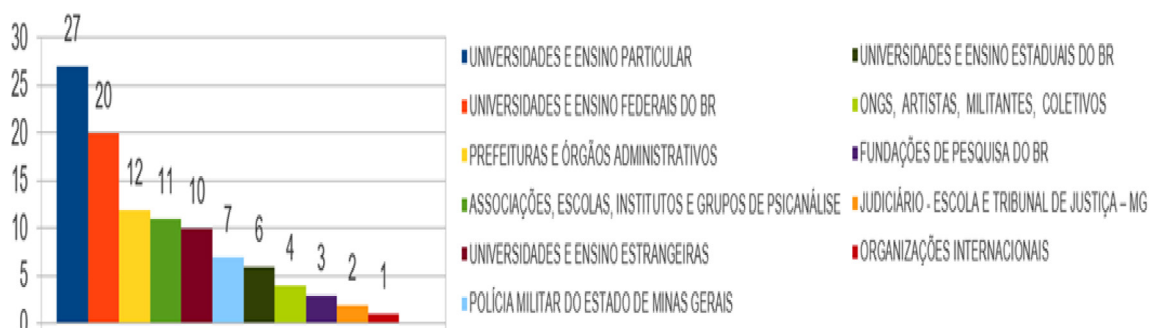 30
25
20
15
10
5
0
27
20
12
11
10
7
6
4
3
2
1
UNIVERSIDADES E ENSINO PARTICULAR
UNIVERSIDADES E ENSINO FEDERAIS DO BR
PREFEITURAS E ÓRGÃOS ADMINISTRATIVOS
ASSOCIAÇÕES, ESCOLAS, INSTITUTOS E GRUPOS DE PSICANÁLISE
UNIVERSIDADES E ENSINO ESTRANGEIRAS
POLÍCIA MILITAR DO ESTADO DE MINAS GERAIS
UNIVERSIDADES E ENSINO ESTADUAIS DO BR
ONGS, ARTISTAS, MILITANTES, COLETIVOS
FUNDAÇÕES DE PESQUISA DO BR
JUDICIÁRIO - ESCOLA E TRIBUNAL DE JUSTIÇA – MG
ORGANIZAÇÕES INTERNACIONAIS